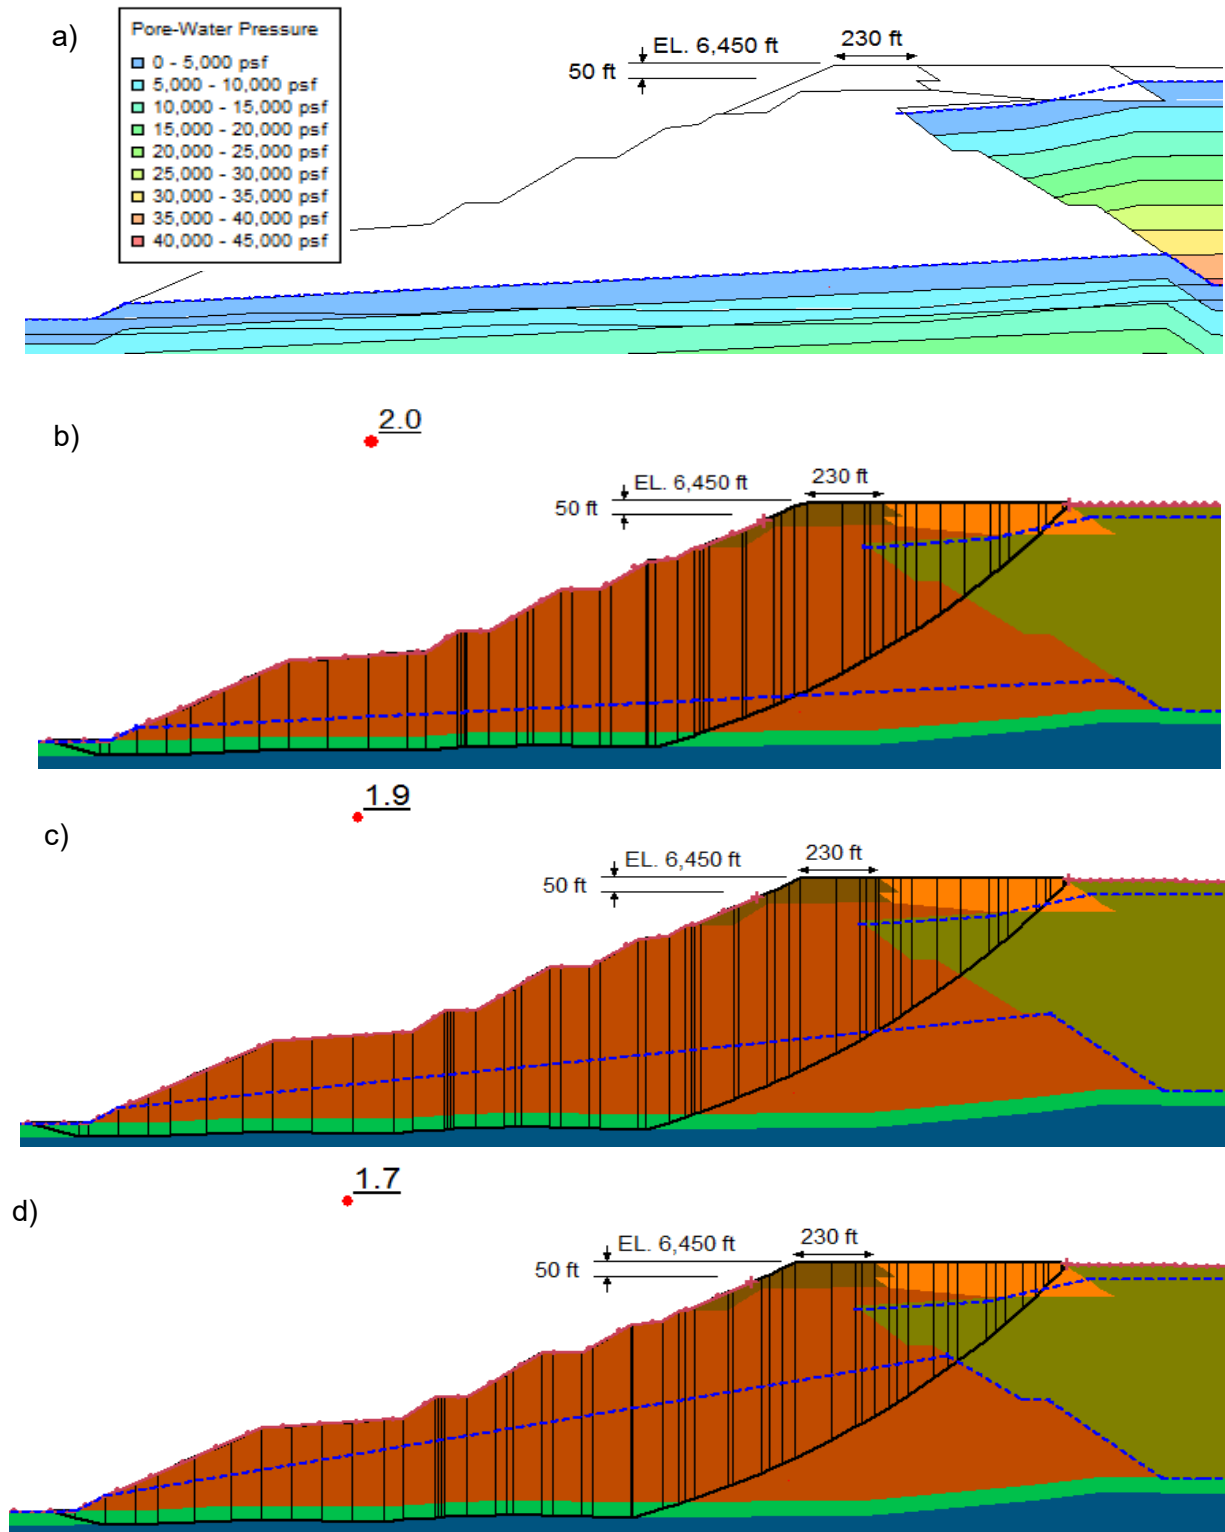 a)
Pore-Water Pressure
0 - 5,000 psf
5,000 - 10,000 psf
10,000 - 15,000 psf
15,000 - 20,000 psf
20,000 - 25,000 psf
25,000 - 30,000 psf
30,000 - 35,000 psf
35,000 - 40,000 psf
40,000 - 45,000 psf
EL. 6,450 ft
230 ft
50 ft
b)
2.0
EL. 6,450 ft
230 ft
50 ft
c)
1.9
EL. 6,450 ft
230 ft
50 ft
d)
1.7
EL. 6,450 ft
230 ft
50 ft